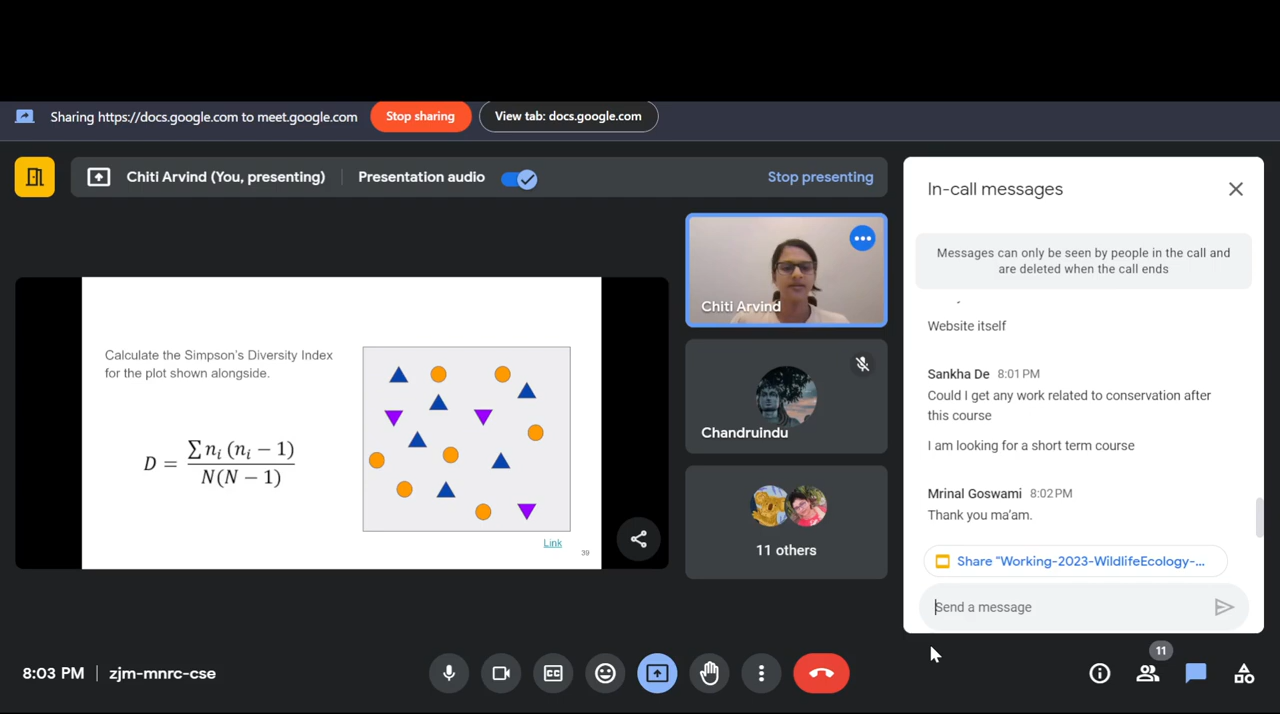 Sharing https://docs.google.com to meet.google.com
Stop sharing
View tab: docs.google.com
Chiti Arvind (You, presenting)
Presentation audio
Stop presenting
Calculate the Simpson's Diversity Index
for the plot shown alongside.
D = ∑ nᵢ (nᵢ − 1) / N(N − 1)
Link
39
Chiti Arvind
Chandruindu
11 others
In-call messages
Messages can only be seen by people in the call and
are deleted when the call ends
Website itself
Sankha De 8:01 PM
Could I get any work related to conservation after
this course
I am looking for a short term course
Mrinal Goswami 8:02 PM
Thank you ma'am.
Share "Working-2023-WildlifeEcology-...
Send a message
8:03 PM
zjm-mnrc-cse
CC
11